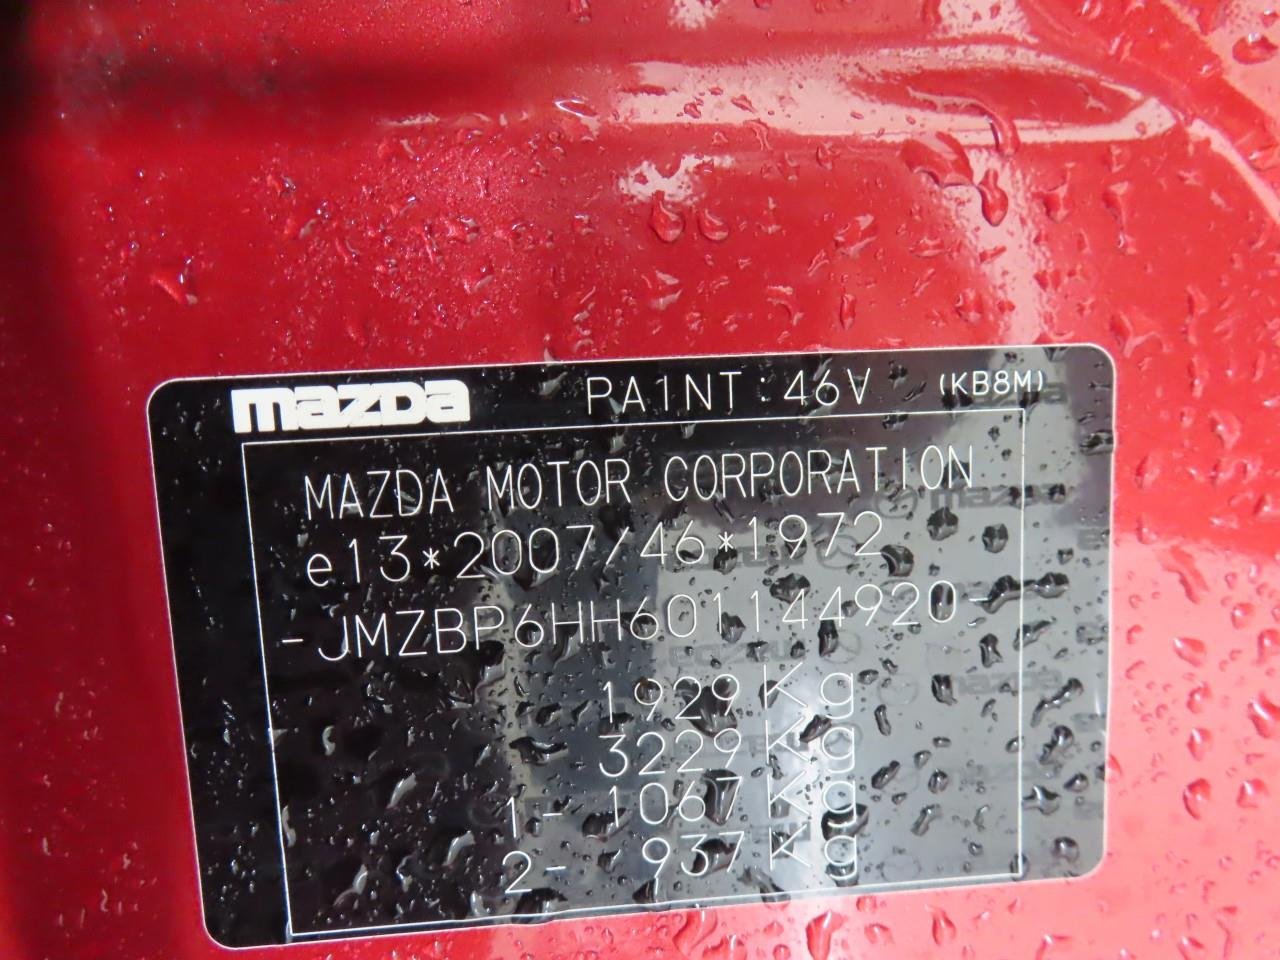 mazda PA1NT : 46V (KB8M)
MAZDA MOTOR CORPORATION
e13*2007/46*1972
-JMZBP6HH601144920-
1929 Kg
3229 Kg
1- 1067 Kg
2- 937 Kg